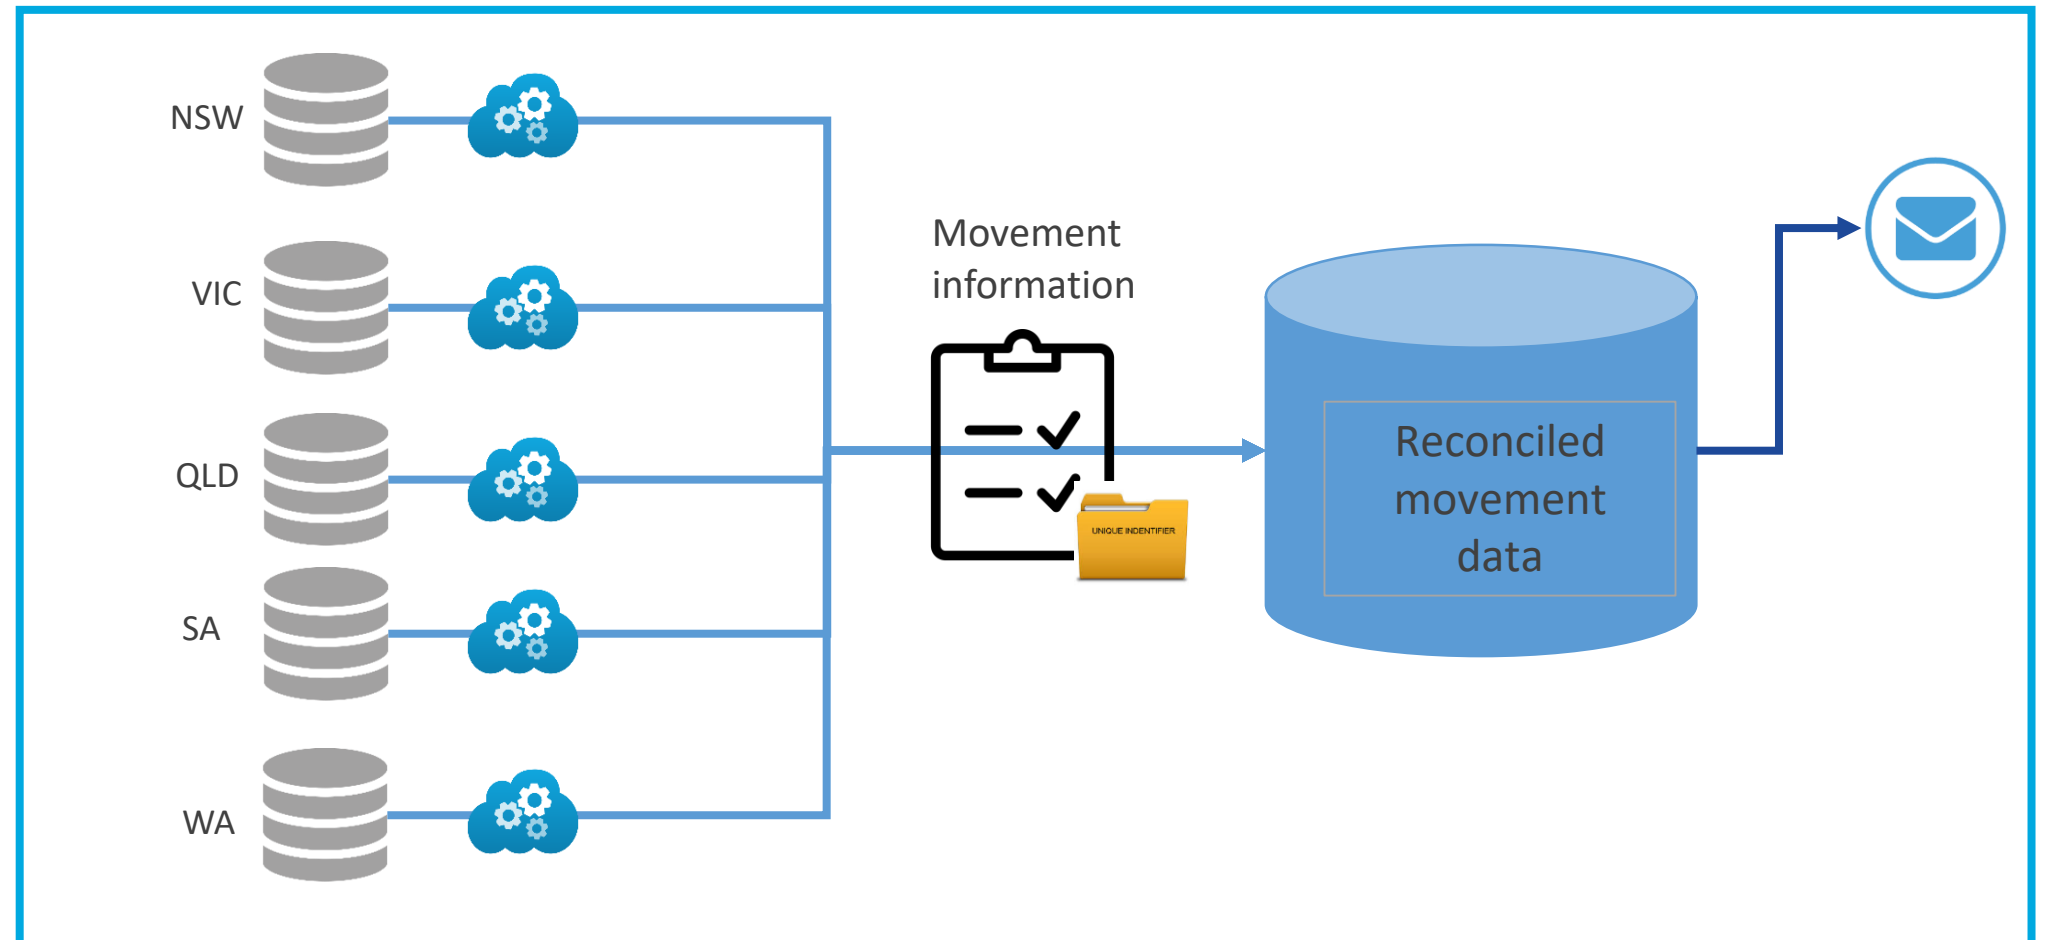 NSW
VIC
QLD
SA
WA
Movement
information
UNIQUE INDENTIFIER
Reconciled
movement
data